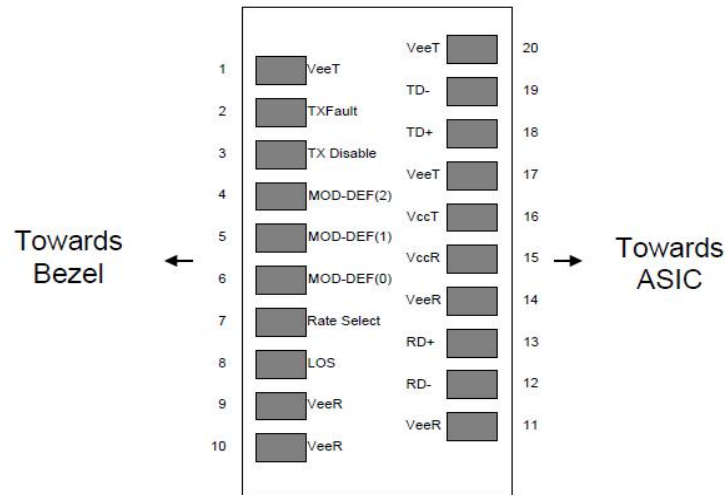 VeeT 20
1 VeeT
TD- 19
2 TXFault
TD+ 18
3 TX Disable
VeeT 17
4 MOD-DEF(2)
VccT 16
5 MOD-DEF(1)
Towards
Bezel
VccR 15
Towards
ASIC
6 MOD-DEF(0)
VeeR 14
7 Rate Select
RD+ 13
8 LOS
RD- 12
9 VeeR
VeeR 11
10 VeeR